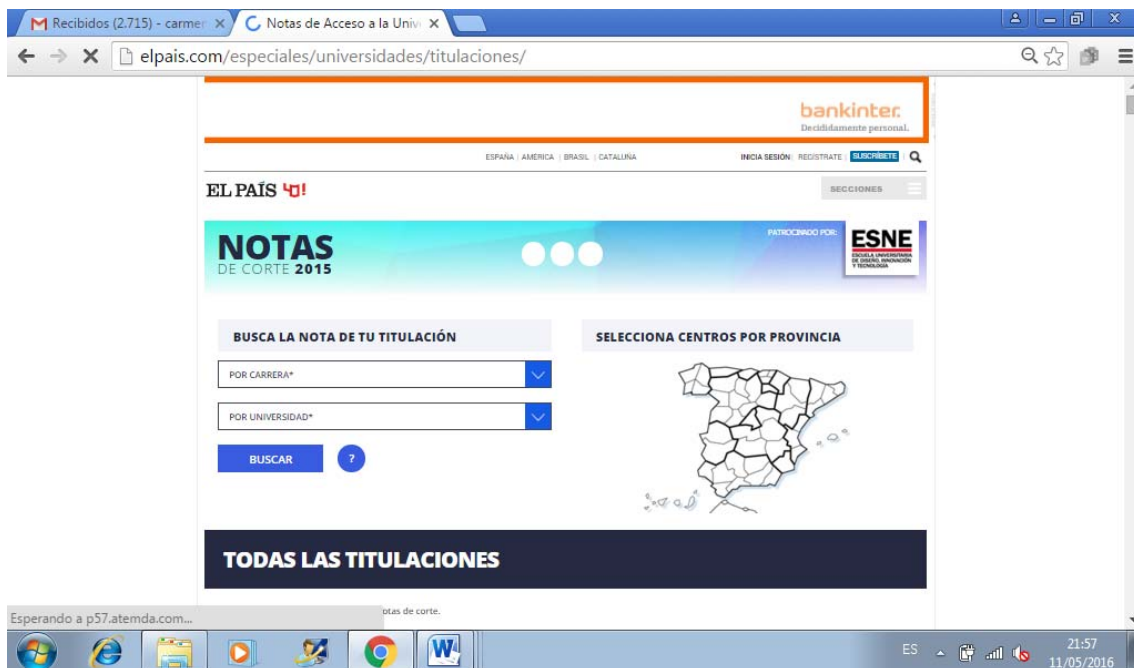 Recibidos (2.715) - carmen
Notas de Acceso a la Unive
elpais.com/especiales/universidades/titulaciones/
bankinter.
Decididamente personal.
ESPAÑA | AMÉRICA | BRASIL | CATALUÑA
INICIA SESIÓN | REGÍSTRATE | SUSCRÍBETE
EL PAÍS 40!
SECCIONES
NOTAS
DE CORTE 2015
PATROCINADO POR:
ESNE
ESCUELA UNIVERSITARIA
DE DISEÑO, INNOVACIÓN
Y TECNOLOGÍA
BUSCA LA NOTA DE TU TITULACIÓN
SELECCIONA CENTROS POR PROVINCIA
POR CARRERA*
POR UNIVERSIDAD*
BUSCAR ?
TODAS LAS TITULACIONES
notas de corte.
Esperando a p57.atemda.com...
W
ES
21:57
11/05/2016